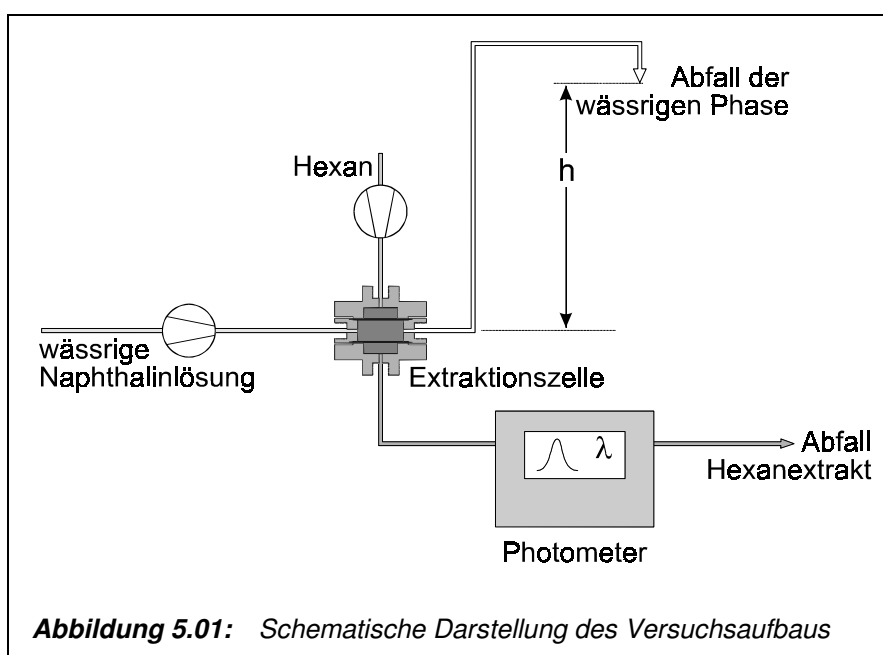 Abfall der
wässrigen Phase
Hexan
h
wässrige
Naphthalinlösung
Extraktionszelle
λ
Abfall
Hexanextrakt
Photometer
Abbildung 5.01: Schematische Darstellung des Versuchsaufbaus